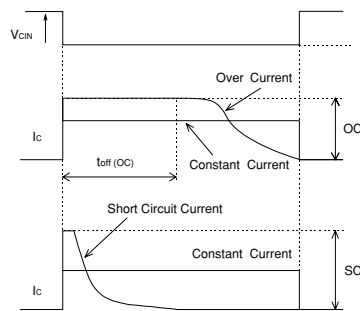 VCIN
Over Current
IC
OC
toff (OC)
Constant Current
Short Circuit Current
Constant Current
SC
IC